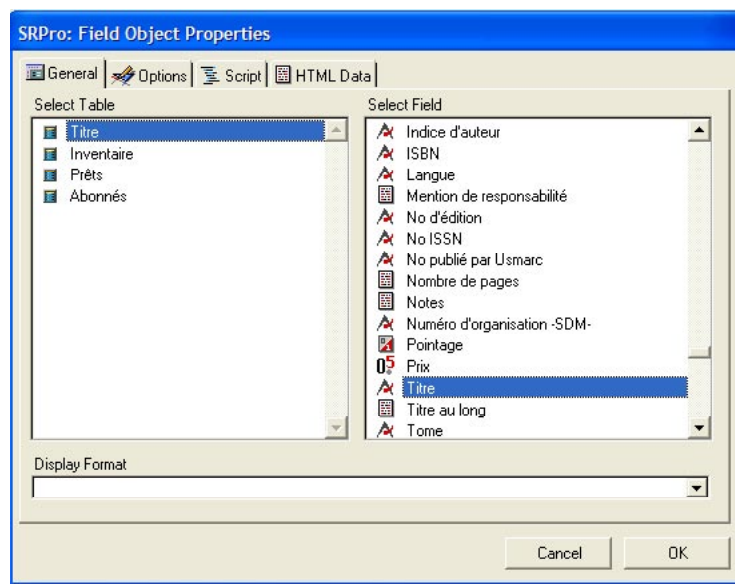 SRPro: Field Object Properties
General Options Script HTML Data
Select Table
Titre
Inventaire
Prêts
Abonnés
Select Field
Indice d'auteur
ISBN
Langue
Mention de responsabilité
No d'édition
No ISSN
No publié par Usmarc
Nombre de pages
Notes
Numéro d'organisation -SDM-
Pointage
Prix
Titre
Titre au long
Tome
Display Format
Cancel OK